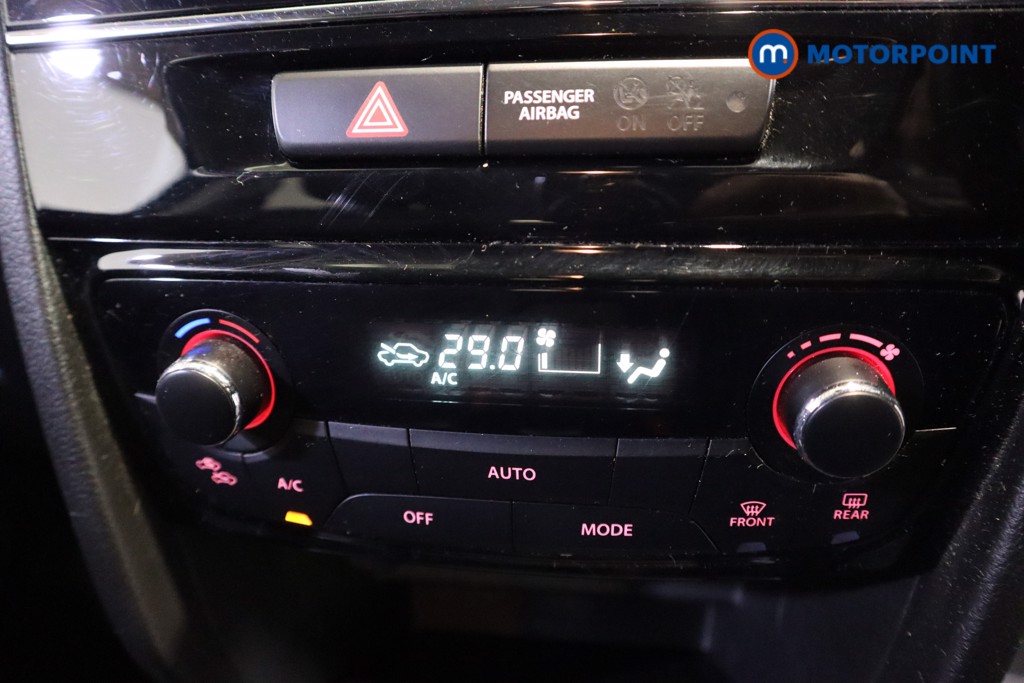 m MOTORPOINT
PASSENGER
AIRBAG
ON OFF
29.0
A/C
A/C
AUTO
OFF
MODE
FRONT
REAR